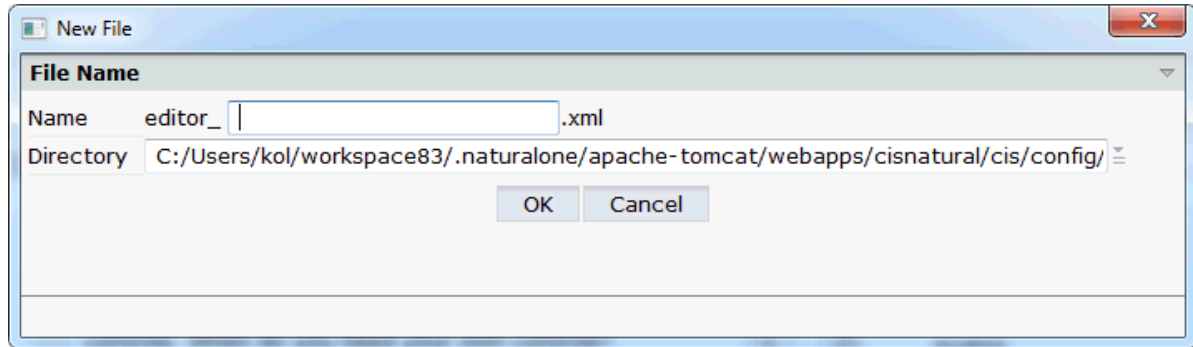 New File
File Name
Name editor_ .xml
Directory C:/Users/kol/workspace83/.naturalone/apache-tomcat/webapps/cisnatural/cis/config/
OK Cancel